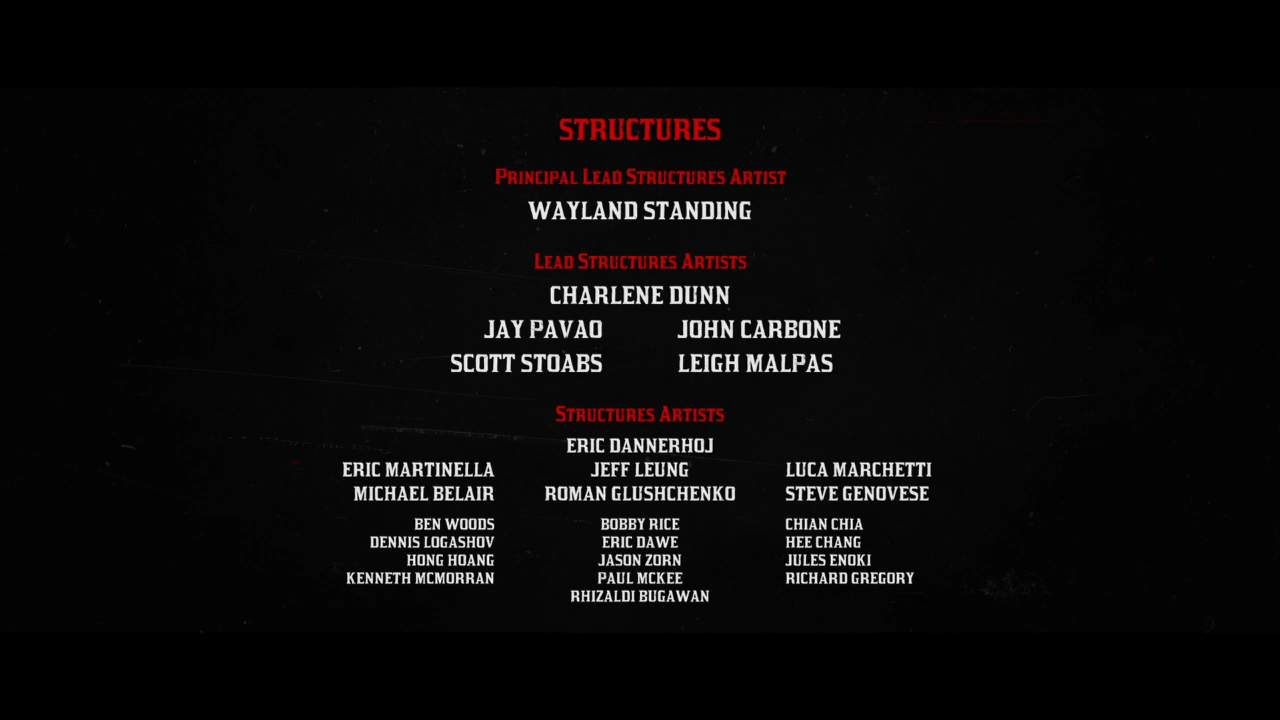 STRUCTURES
PRINCIPAL LEAD STRUCTURES ARTIST
WAYLAND STANDING
LEAD STRUCTURES ARTISTS
CHARLENE DUNN
JAY PAVAO JOHN CARBONE
SCOTT STOABS LEIGH MALPAS
STRUCTURES ARTISTS
ERIC DANNERHOJ
ERIC MARTINELLA JEFF LEUNG LUCA MARCHETTI
MICHAEL BELAIR ROMAN GLUSHCHENKO STEVE GENOVESE
BEN WOODS BOBBY RICE CHIAN CHIA
DENNIS LOGASHOV ERIC DAWE HEE CHANG
HONG HOANG JASON ZORN JULES ENOKI
KENNETH MCMORRAN PAUL MCKEE RICHARD GREGORY
RHIZALDI BUGAWAN